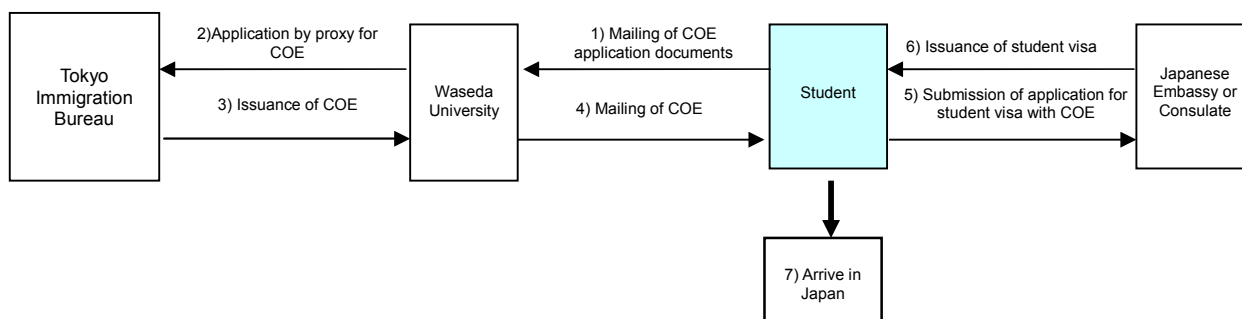 Tokyo
Immigration
Bureau
2)Application by proxy for
COE
3) Issuance of COE
Waseda
University
1) Mailing of COE
application documents
4) Mailing of COE
Student
6) Issuance of student visa
5) Submission of application for
student visa with COE
Japanese
Embassy or
Consulate
7) Arrive in
Japan